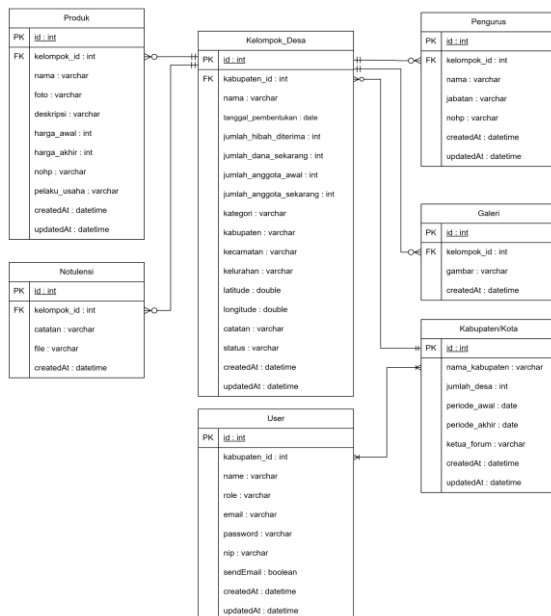 Produk
PK id : int
FK kelompok_id : int
nama : varchar
foto : varchar
deskripsi : varchar
harga_awal : int
harga_akhir : int
nohp : varchar
pelaku_usaha : varchar
createdAt : datetime
updatedAt : datetime
Notulensi
PK id : int
FK kelompok_id : int
catatan : varchar
file : varchar
createdAt : datetime
Kelompok_Desa
PK id : int
FK kabupaten_id : int
nama : varchar
tanggal_pembentukan : date
jumlah_hibah_diterima : int
jumlah_dana_sekarang : int
jumlah_anggota_awal : int
jumlah_anggota_sekarang : int
kategori : varchar
kabupaten : varchar
kecamatan : varchar
kelurahan : varchar
latitude : double
longitude : double
catatan : varchar
status : varchar
createdAt : datetime
updatedAt : datetime
User
PK id : int
kabupaten_id : int
name : varchar
role : varchar
email : varchar
password : varchar
nip : varchar
sendEmail : boolean
createdAt : datetime
updatedAt : datetime
Pengurus
PK id : int
FK kelompok_id : int
nama : varchar
jabatan : varchar
nohp : varchar
createdAt : datetime
updatedAt : datetime
Galeri
PK id : int
FK kelompok_id : int
gambar : varchar
createdAt : datetime
Kabupaten/Kota
PK id : int
nama_kabupaten : varchar
jumlah_desa : int
periode_awal : date
periode_akhir : date
ketua_forum : varchar
createdAt : datetime
updatedAt : datetime